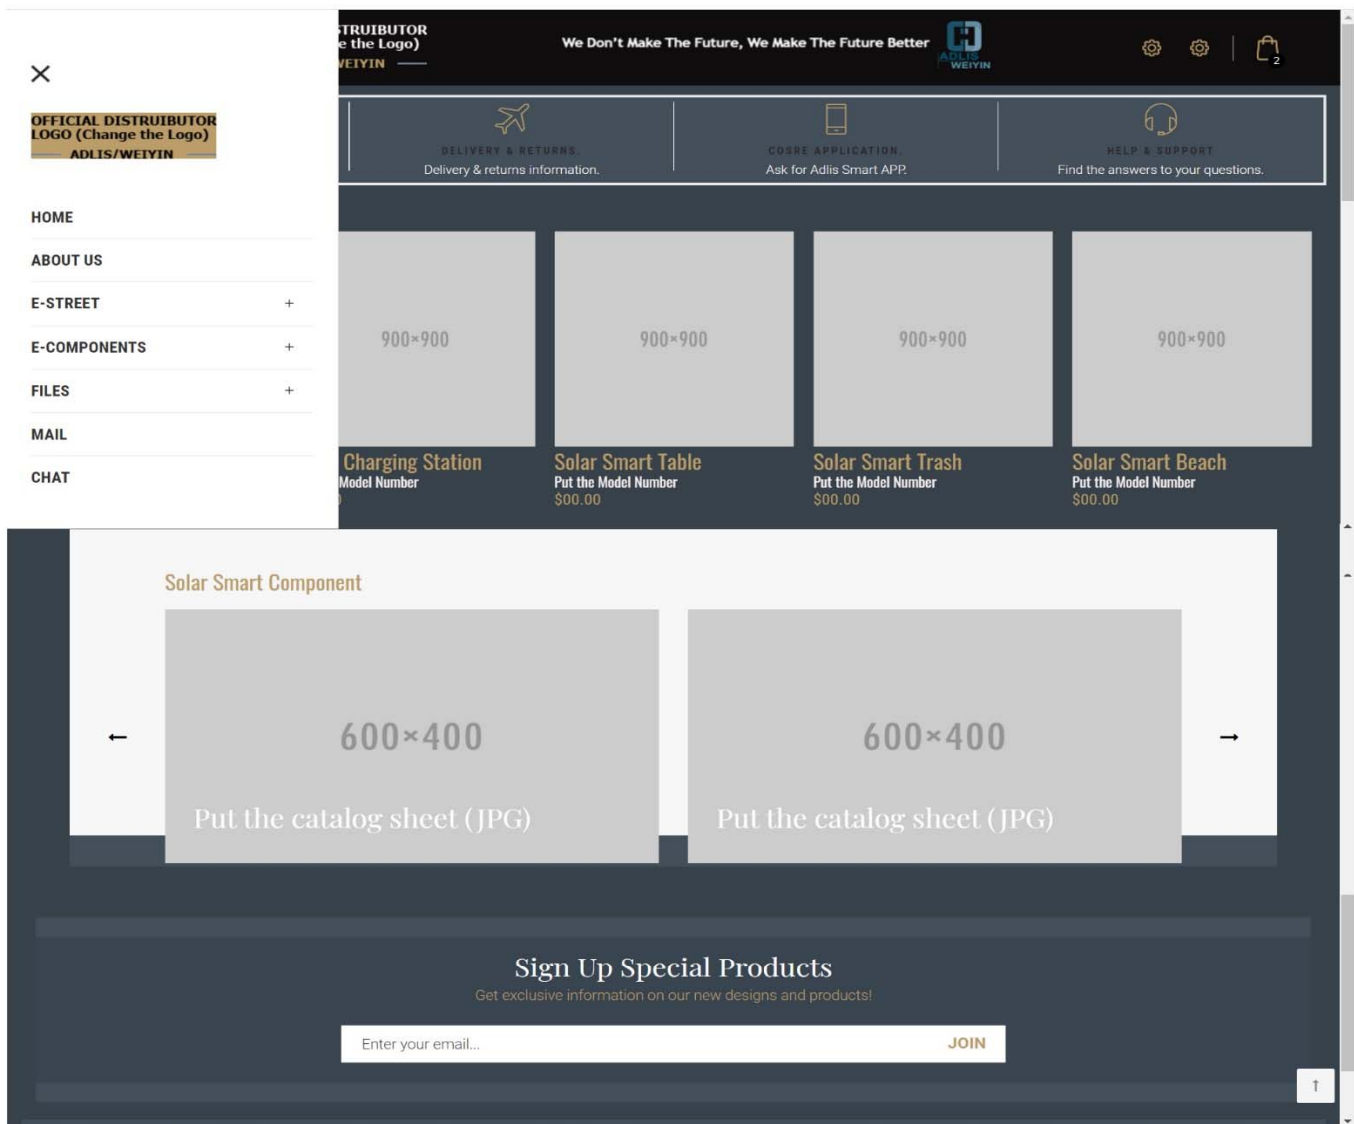 TRUIBUTOR
e the Logo)
WEIYIN
We Don't Make The Future, We Make The Future Better
ADLIS
WEIYIN
2
OFFICIAL DISTRUIBUTOR
LOGO (Change the Logo)
ADLIS/WEIYIN
DELIVERY & RETURNS.
Delivery & returns information.
COSRE APPLICATION.
Ask for Adlis Smart APP.
HELP & SUPPORT
Find the answers to your questions.
HOME
ABOUT US
E-STREET +
E-COMPONENTS +
FILES +
MAIL
CHAT
900×900
900×900
900×900
900×900
Charging Station
Model Number
Solar Smart Table
Put the Model Number
$00.00
Solar Smart Trash
Put the Model Number
$00.00
Solar Smart Beach
Put the Model Number
$00.00
Solar Smart Component
600×400
Put the catalog sheet (JPG)
600×400
Put the catalog sheet (JPG)
Sign Up Special Products
Get exclusive information on our new designs and products!
Enter your email...
JOIN